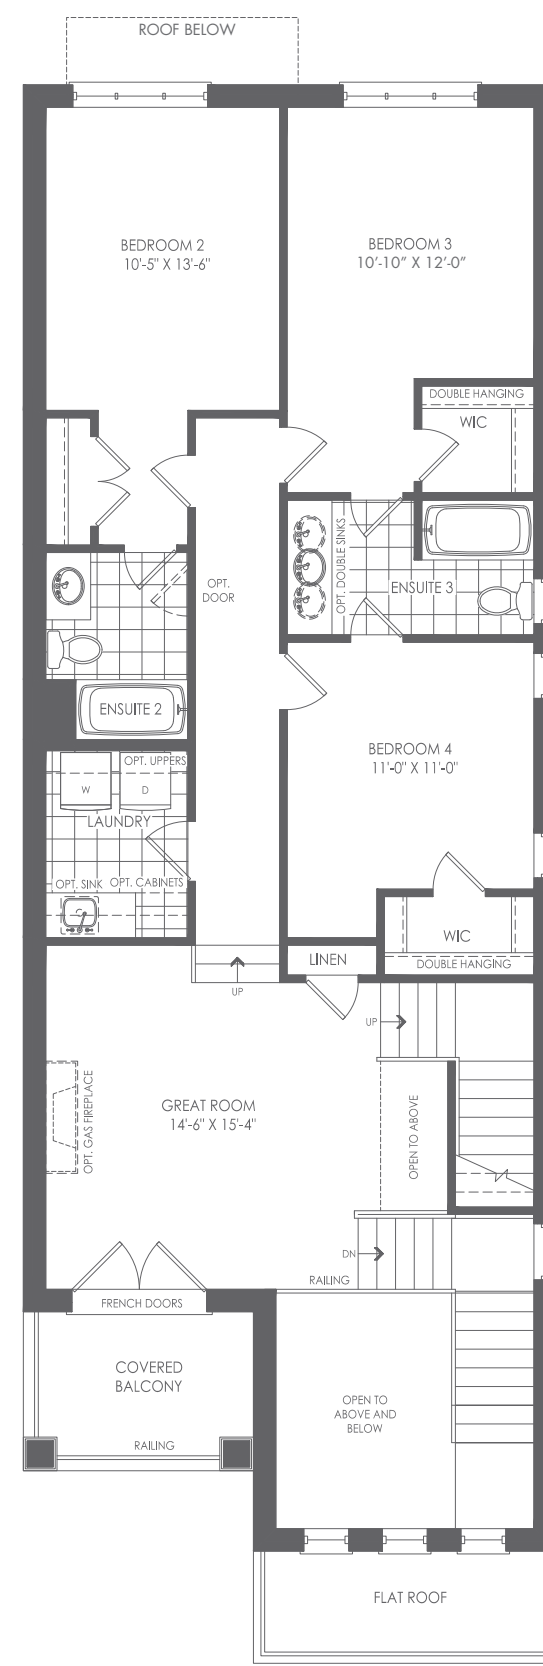 ROOF BELOW
BEDROOM 2
10'-5" X 13'-6"
BEDROOM 3
10'-10" X 12'-0"
DOUBLE HANGING
WIC
OPT. DOUBLE SINKS
ENSUITE 3
OPT.
DOOR
ENSUITE 2
BEDROOM 4
11'-0" X 11'-0"
OPT. UPPERS
W
D
LAUNDRY
OPT. SINK
OPT. CABINETS
WIC
DOUBLE HANGING
LINEN
UP
UP
OPT. GAS FIREPLACE
GREAT ROOM
14'-6" X 15'-4"
OPEN TO ABOVE
DN
RAILING
FRENCH DOORS
COVERED
BALCONY
RAILING
OPEN TO
ABOVE AND
BELOW
FLAT ROOF